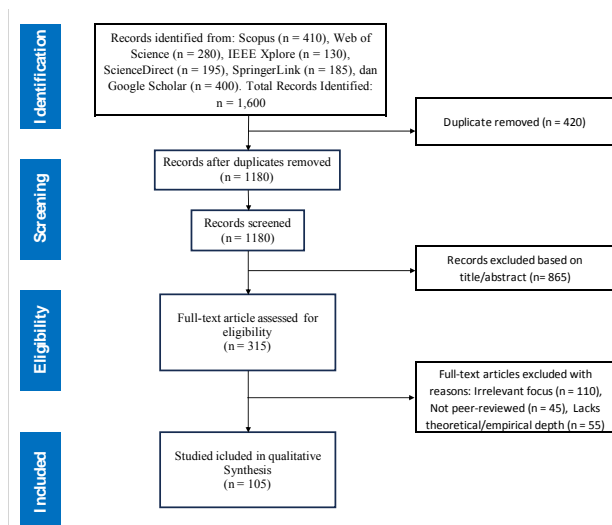 Identification
Records identified from: Scopus (n = 410), Web of
Science (n = 280), IEEE Xplore (n = 130),
ScienceDirect (n = 195), SpringerLink (n = 185), dan
Google Scholar (n = 400). Total Records Identified:
n = 1,600
Duplicate removed (n = 420)
Screening
Records after duplicates removed
(n = 1180)
Records screened
(n = 1180)
Records excluded based on
title/abstract (n= 865)
Eligibility
Full-text article assessed for
eligibility
(n = 315)
Full-text articles excluded with
reasons: Irrelevant focus (n = 110),
Not peer-reviewed (n = 45), Lacks
theoretical/empirical depth (n = 55)
Included
Studied icluded in qualitative
Synthesis
(n = 105)